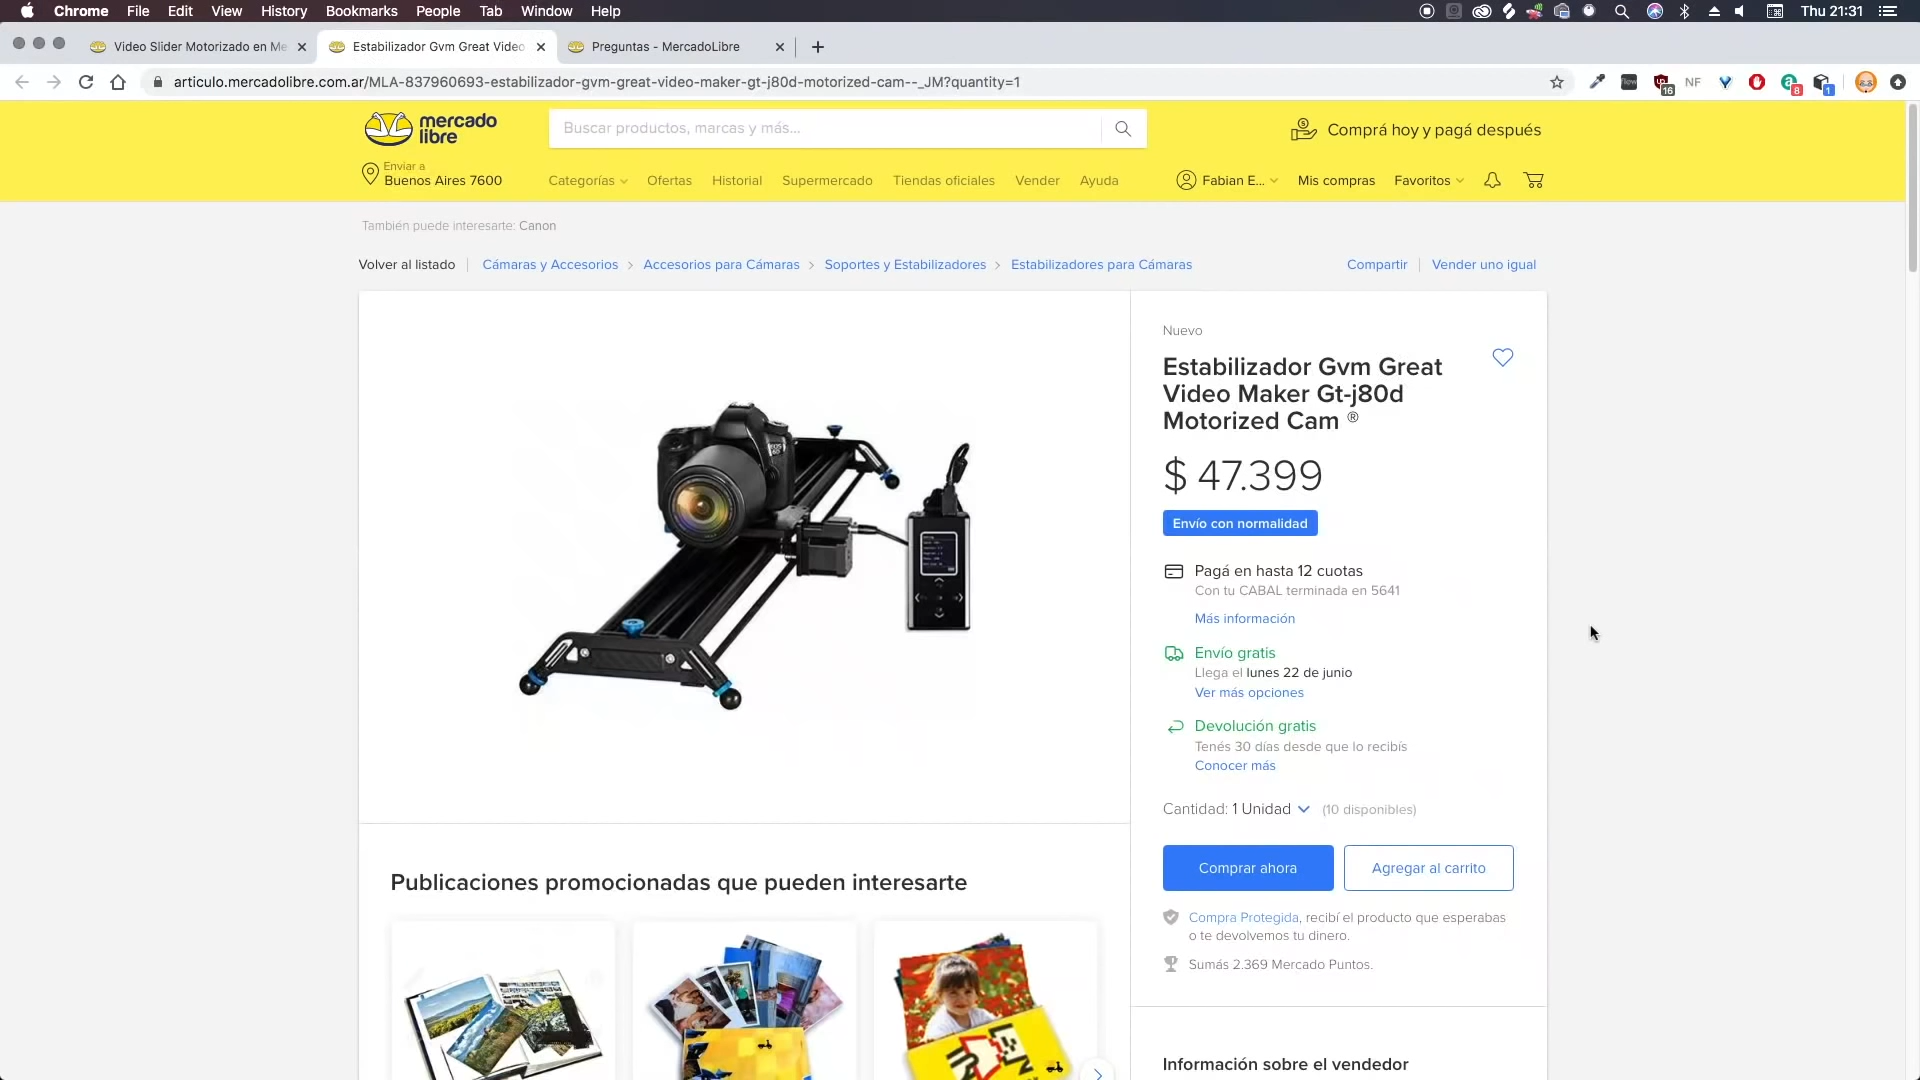 Chrome File Edit View History Bookmarks People Tab Window Help
Thu 21:31
Video Slider Motorizado en Me
Estabilizador Gvm Great Video
Preguntas - MercadoLibre
articulo.mercadolibre.com.ar/MLA-837960693-estabilizador-gvm-great-video-maker-gt-j80d-motorized-cam--_JM?quantity=1
16 NF 8 1
mercado
libre
Buscar productos, marcas y más...
Comprá hoy y pagá después
Enviar a
Buenos Aires 7600
Categorías Ofertas Historial Supermercado Tiendas oficiales Vender Ayuda
Fabian E... Mis compras Favoritos
También puede interesarte: Canon
Volver al listado Cámaras y Accesorios Accesorios para Cámaras Soportes y Estabilizadores Estabilizadores para Cámaras
Compartir Vender uno igual
Nuevo
Estabilizador Gvm Great
Video Maker Gt-j80d
Motorized Cam ®
$ 47.399
Envío con normalidad
Pagá en hasta 12 cuotas
Con tu CABAL terminada en 5641
Más información
Envío gratis
Llega el lunes 22 de junio
Ver más opciones
Devolución gratis
Tenés 30 días desde que lo recibís
Conocer más
Cantidad: 1 Unidad (10 disponibles)
Comprar ahora
Agregar al carrito
Compra Protegida, recibí el producto que esperabas
o te devolvemos tu dinero.
Sumás 2.369 Mercado Puntos.
Publicaciones promocionadas que pueden interesarte
Información sobre el vendedor